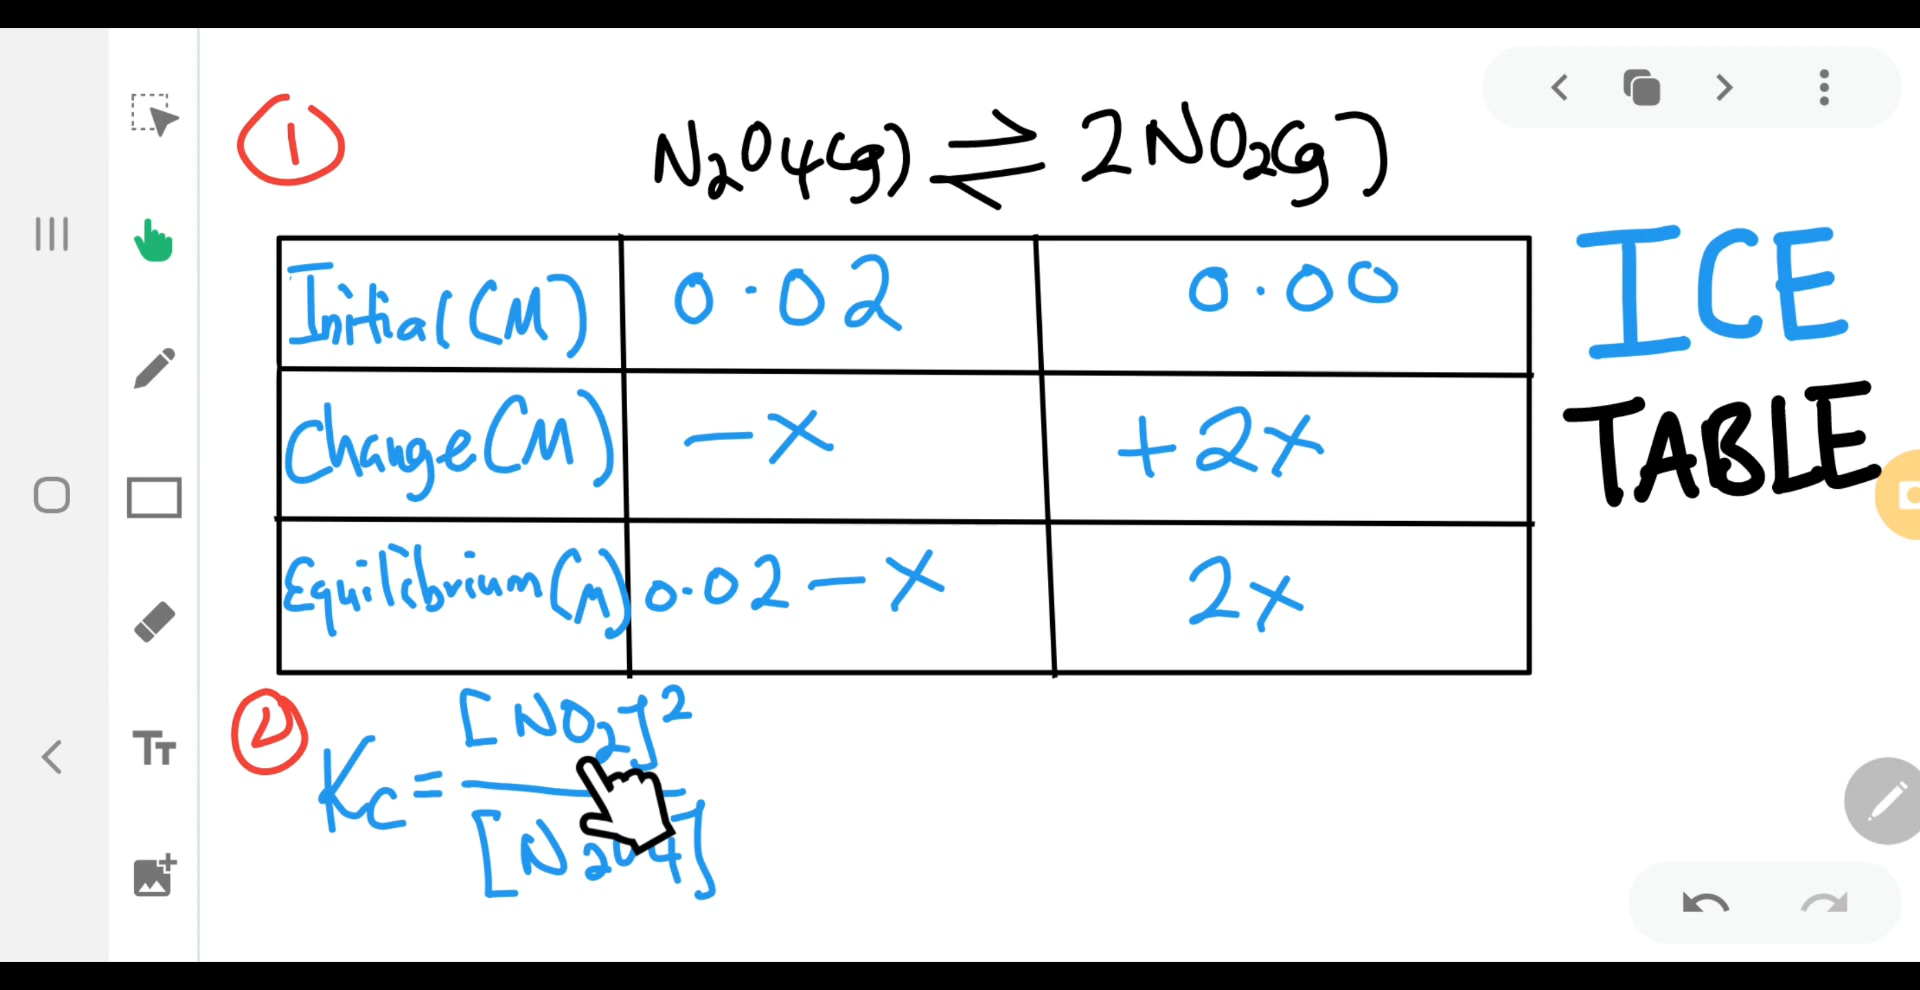 ① N₂O4(g) ⇌ 2NO₂(g)
Initial (M) 0.02 0.00
ICE
Change (M) -x +2x
TABLE
Equilibrium (M) 0.02 - x 2x
② Kc = [NO₂]² / [N₂O4]
TT